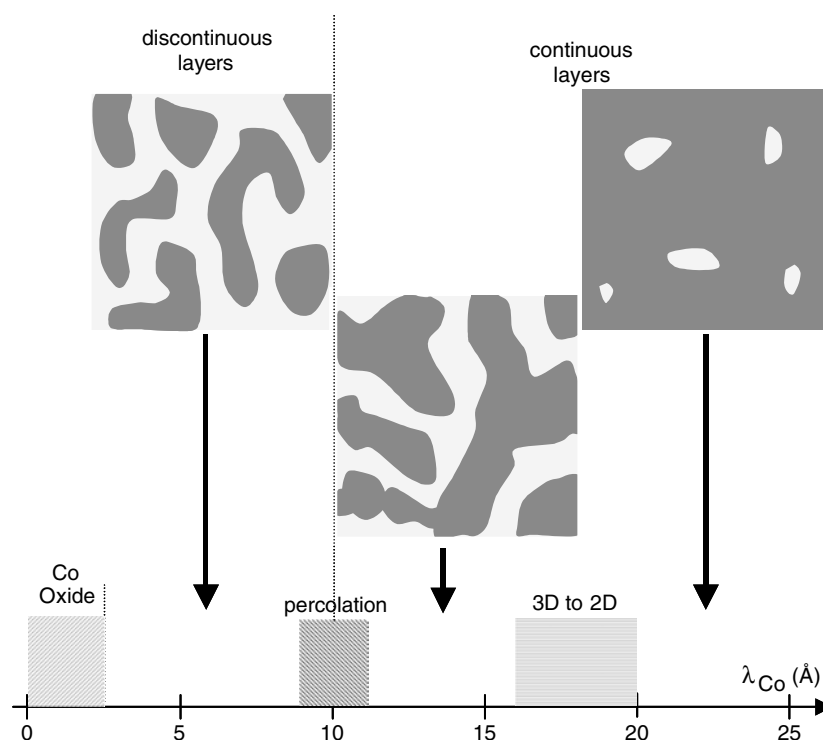 discontinuous
layers
continuous
layers
Co
Oxide
percolation
3D to 2D
λCo (Å)
0 5 10 15 20 25